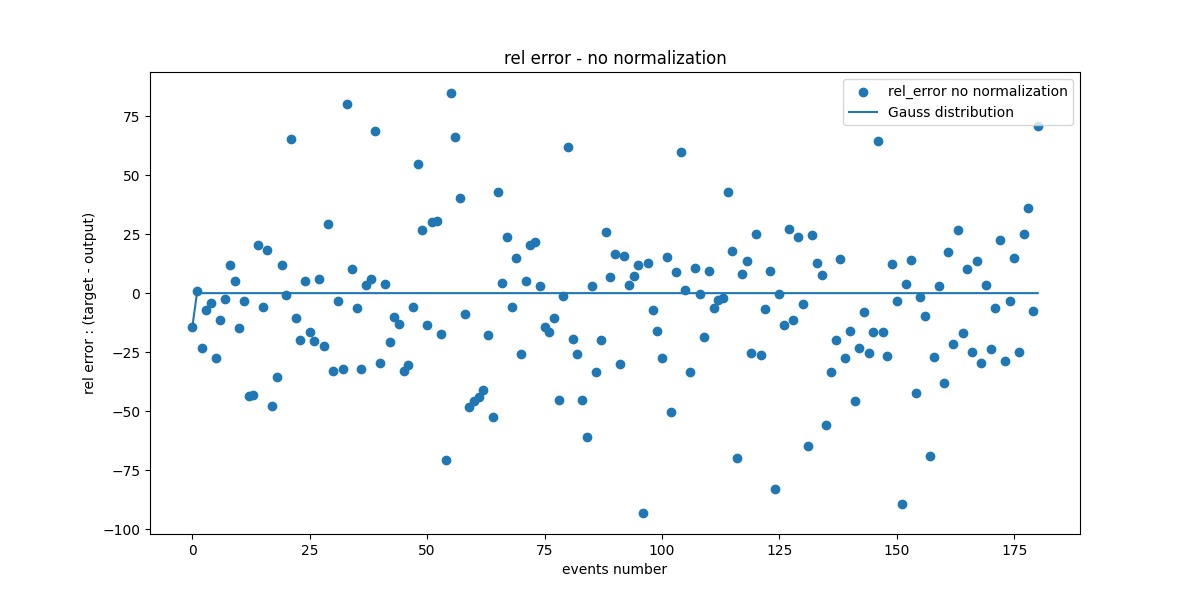 rel error - no normalization
rel_error no normalization
Gauss distribution
rel error : (target - output)
75
50
25
0
−25
−50
−75
−100
0 25 50 75 100 125 150 175
events number